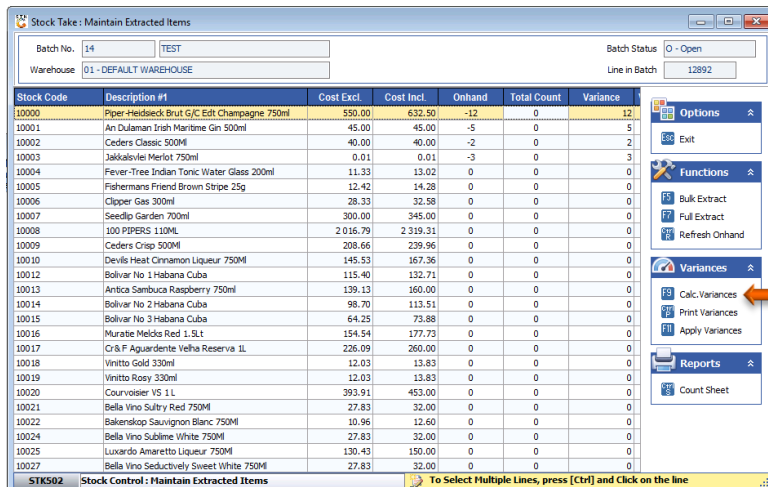 Stock Take : Maintain Extracted Items
Batch No. 14 TEST Batch Status O - Open
Warehouse 01 - DEFAULT WAREHOUSE Line in Batch 12892
Stock Code Description #1 Cost Excl. Cost Incl. Onhand Total Count Variance
10000 Piper-Heidsieck Brut G/C Edt Champagne 750ml 550.00 632.50 -12 0 12
10001 An Dulaman Irish Maritime Gin 500ml 45.00 45.00 -5 0 5
10002 Ceders Classic 500Ml 40.00 40.00 -2 0 2
10003 Jakkalsvlei Merlot 750ml 0.01 0.01 -3 0 3
10004 Fever-Tree Indian Tonic Water Glass 200ml 11.33 13.02 0 0 0
10005 Fishermans Friend Brown Stripe 25g 12.42 14.28 0 0 0
10006 Clipper Gas 300ml 28.33 32.58 0 0 0
10007 Seedlip Garden 700ml 300.00 345.00 0 0 0
10008 100 PIPERS 110ML 2 016.79 2 319.31 0 0 0
10009 Ceders Crisp 500Ml 208.66 239.96 0 0 0
10010 Devils Heat Cinnamon Liqueur 750Ml 145.53 167.36 0 0 0
10012 Bolivar No 1 Habana Cuba 115.40 132.71 0 0 0
10013 Antica Sambuca Raspberry 750ml 139.13 160.00 0 0 0
10014 Bolivar No 2 Habana Cuba 98.70 113.51 0 0 0
10015 Bolivar No 3 Habana Cuba 64.25 73.88 0 0 0
10016 Muratie Melcks Red 1.5Lt 154.54 177.73 0 0 0
10017 Cr& F Aguardente Velha Reserva 1L 226.09 260.00 0 0 0
10018 Vinitto Gold 330ml 12.03 13.83 0 0 0
10019 Vinitto Rosy 330ml 12.03 13.83 0 0 0
10020 Courvoisier VS 1 L 393.91 453.00 0 0 0
10021 Bella Vino Sultry Red 750Ml 27.83 32.00 0 0 0
10022 Bakenskop Sauvignon Blanc 750Ml 10.96 12.60 0 0 0
10024 Bella Vino Sublime White 750Ml 27.83 32.00 0 0 0
10025 Luxardo Amaretto Liqueur 750Ml 130.43 150.00 0 0 0
10027 Bella Vino Seductively Sweet White 750Ml 27.83 32.00 0 0 0
Options
Esc Exit
Functions
F5 Bulk Extract
F7 Full Extract
Ctrl R Refresh Onhand
Variances
F9 Calc.Variances
Ctrl P Print Variances
F11 Apply Variances
Reports
Ctrl S Count Sheet
STK502 Stock Control : Maintain Extracted Items To Select Multiple Lines, press [Ctrl] and Click on the line